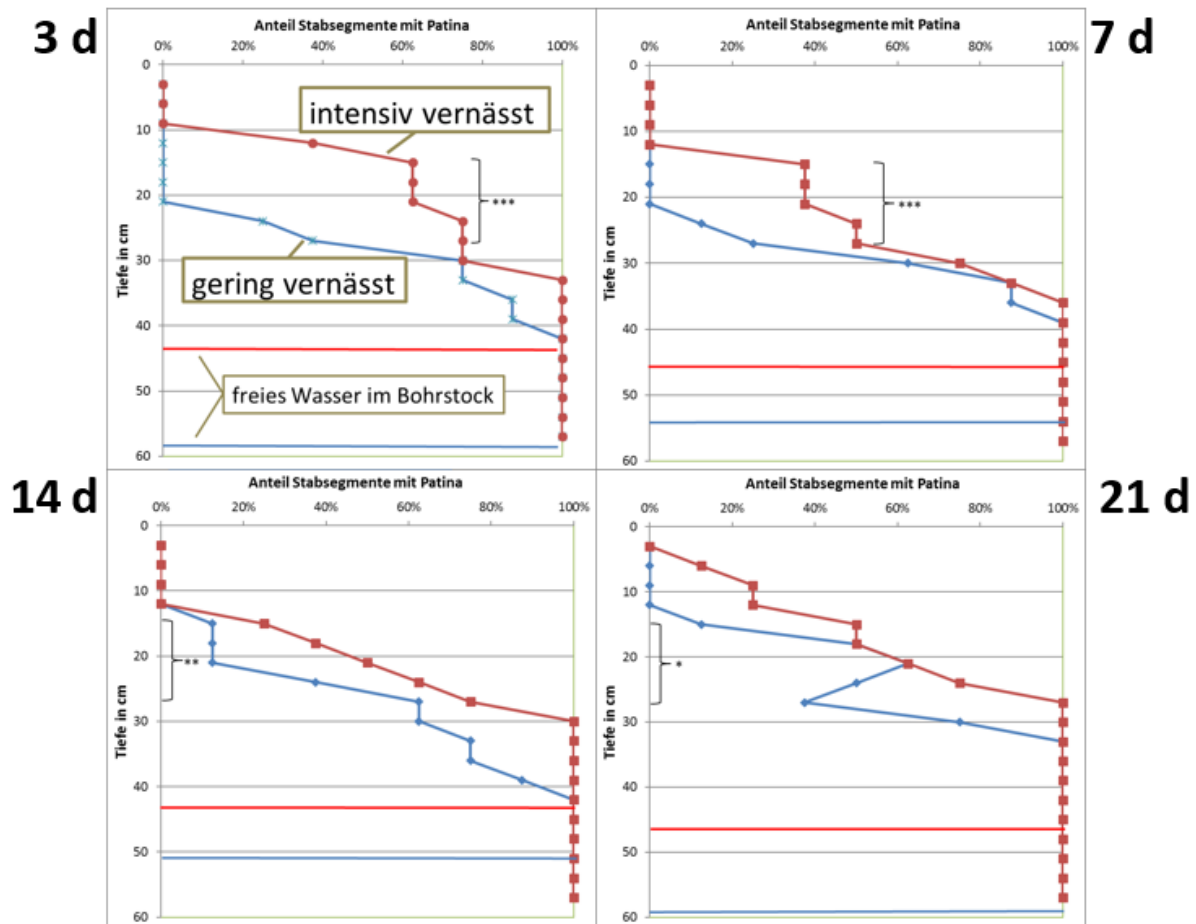 3 d
Anteil Stabsegmente mit Patina
0% 20% 40% 60% 80% 100%
Tiefe in cm
0
10
20
30
40
50
60
intensiv vernässt
***
gering vernässt
freies Wasser im Bohrstock
7 d
Anteil Stabsegmente mit Patina
0% 20% 40% 60% 80% 100%
Tiefe in cm
0
10
20
30
40
50
60
***
14 d
Anteil Stabsegmente mit Patina
0% 20% 40% 60% 80% 100%
Tiefe in cm
0
10
20
30
40
50
60
**
21 d
Anteil Stabsegmente mit Patina
0% 20% 40% 60% 80% 100%
Tiefe in cm
0
10
20
30
40
50
60
*